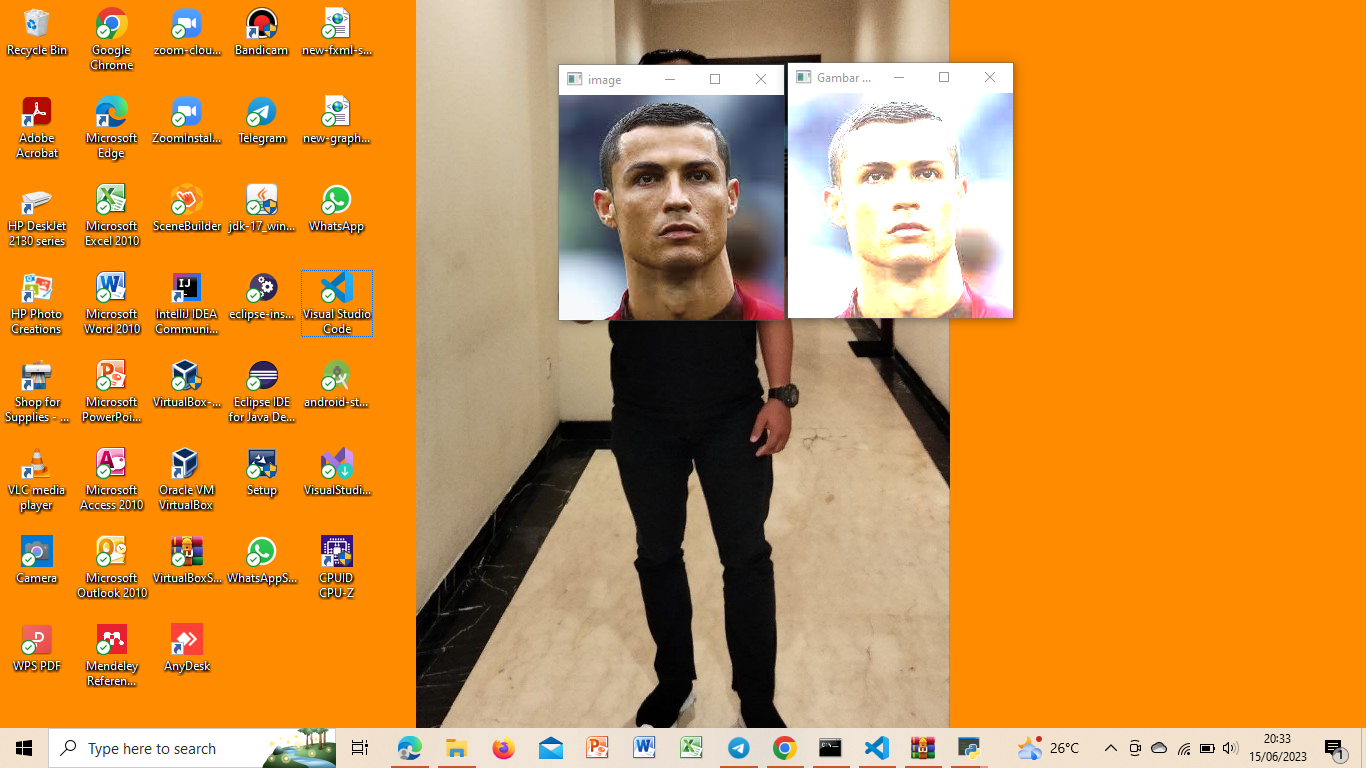 Recycle Bin
Google
Chrome
zoom-clou...
Bandicam
new-fxml-s...
Adobe
Acrobat
Microsoft
Edge
ZoomInstal...
Telegram
new-graph...
HP DeskJet
2130 series
Microsoft
Excel 2010
SceneBuilder
jdk-17_win...
WhatsApp
HP Photo
Creations
Microsoft
Word 2010
IntelliJ IDEA
Communi...
eclipse-ins...
Visual Studio
Code
Shop for
Supplies - ...
Microsoft
PowerPoi...
VirtualBox-...
Eclipse IDE
for Java De...
android-st...
VLC media
player
Microsoft
Access 2010
Oracle VM
VirtualBox
Setup
VisualStudi...
Camera
Microsoft
Outlook 2010
VirtualBoxS...
WhatsAppS...
CPUID
CPU-Z
WPS PDF
Mendeley
Referen...
AnyDesk
image
Gambar ...
Type here to search
26°C
20:33
15/06/2023
1